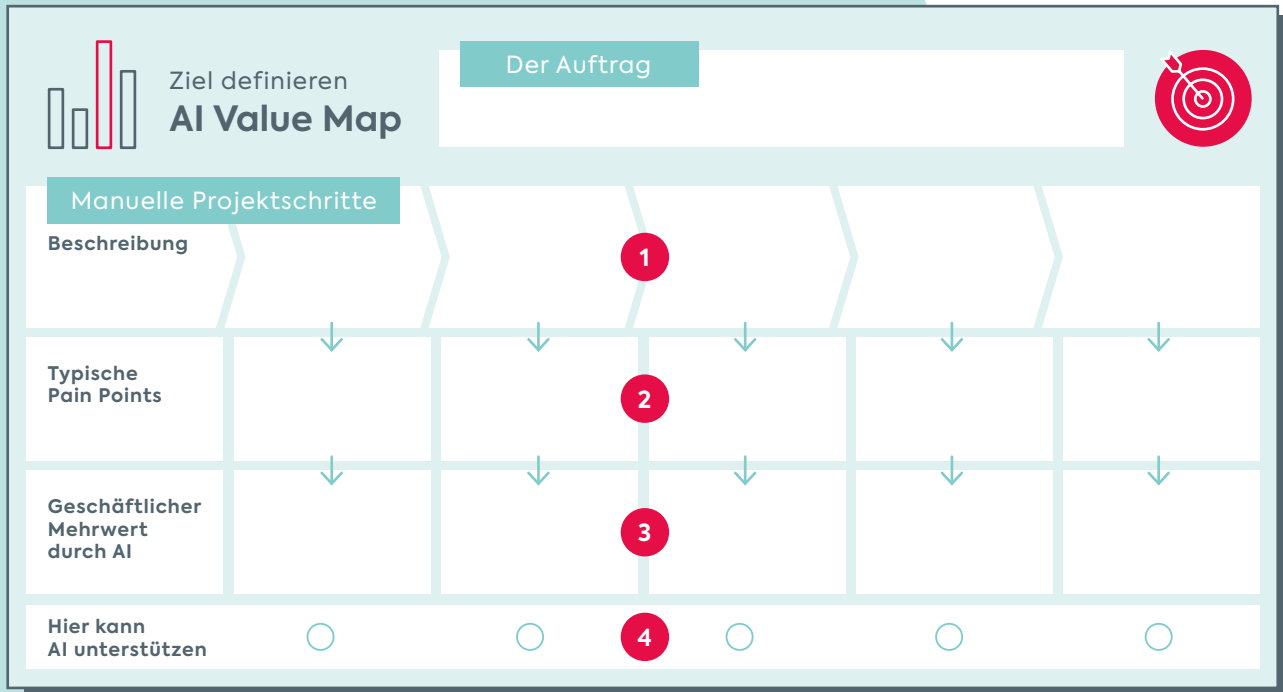 Ziel definieren
AI Value Map
Der Auftrag
Manuelle Projektschritte
Beschreibung
1
Typische
Pain Points
2
Geschäftlicher
Mehrwert
durch AI
3
Hier kann
AI unterstützen
4